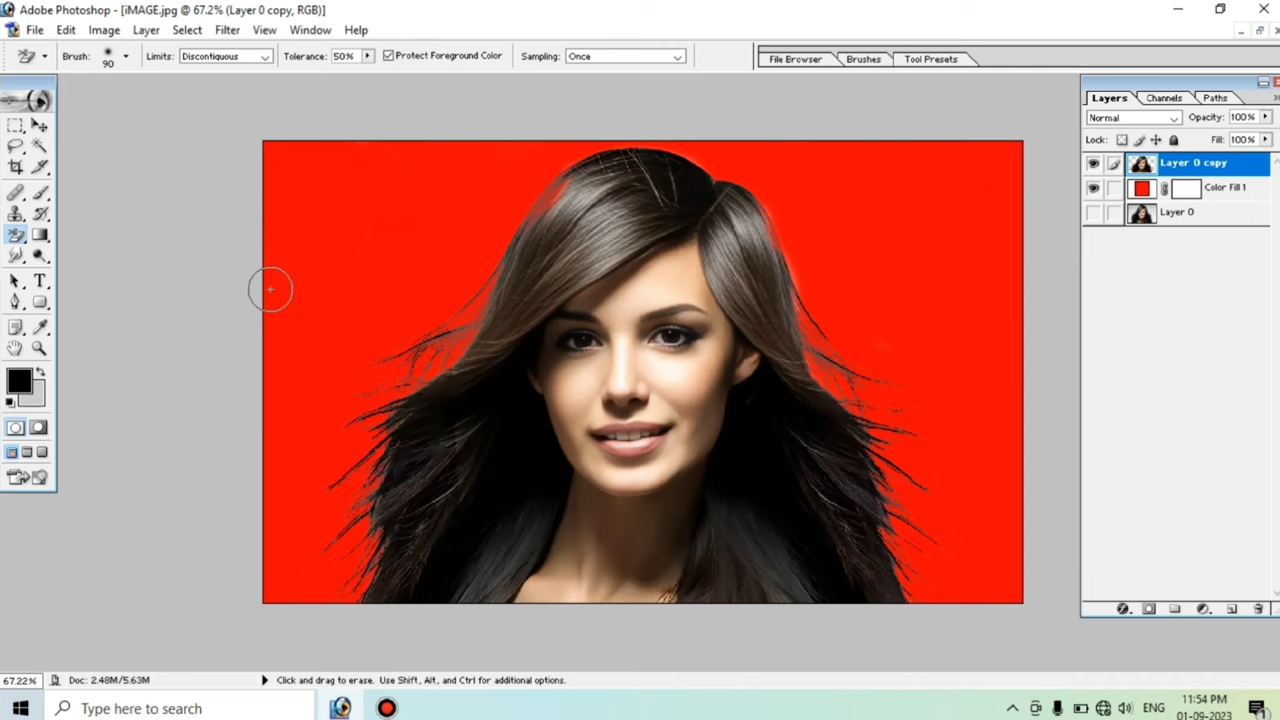 Adobe Photoshop - [iMAGE.jpg @ 67.2% (Layer 0 copy, RGB)]
File Edit Image Layer Select Filter View Window Help
Brush: 90 Limits: Discontiguous Tolerance: 50% Protect Foreground Color Sampling: Once File Browser Brushes Tool Presets
Layers Channels Paths
Normal Opacity: 100%
Lock: Fill: 100%
Layer 0 copy
Color Fill 1
Layer 0
T
67.22% Doc: 2.48M/5.63M Click and drag to erase. Use Shift, Alt, and Ctrl for additional options.
Type here to search
ENG
11:54 PM
01-09-2023